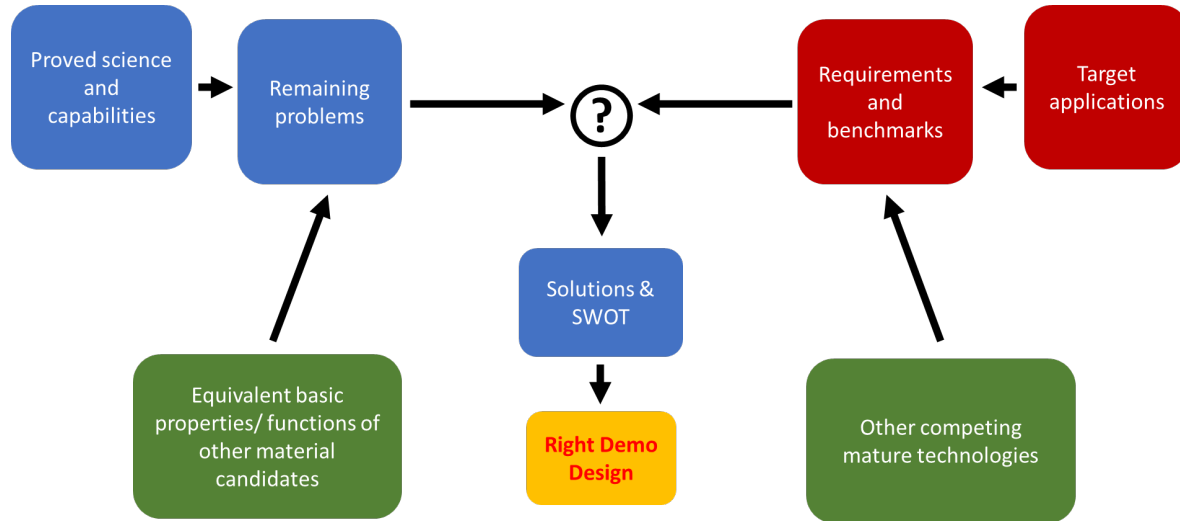 Proved science
and
capabilities
Remaining
problems
?
Requirements
and
benchmarks
Target
applications
Solutions &
SWOT
Equivalent basic
properties/ functions of
other material
candidates
Right Demo
Design
Other competing
mature technologies